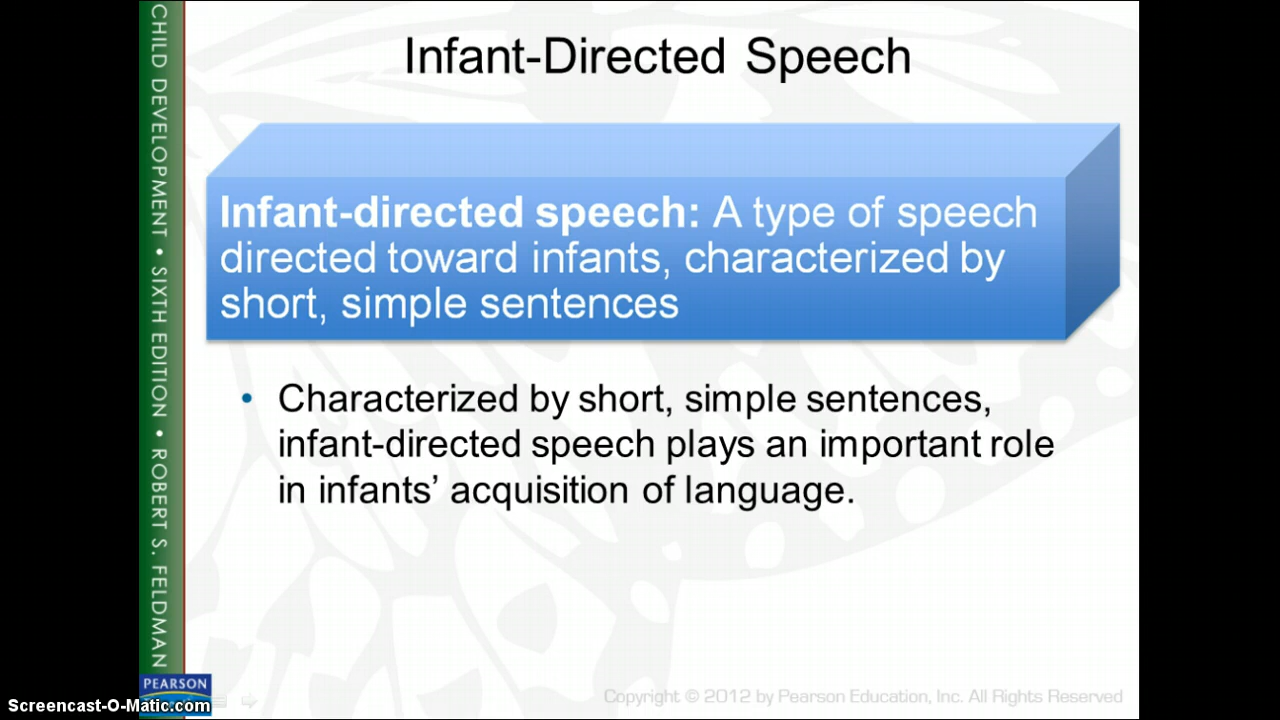 Infant-Directed Speech
Infant-directed speech: A type of speech
directed toward infants, characterized by
short, simple sentences
• Characterized by short, simple sentences,
infant-directed speech plays an important role
in infants’ acquisition of language.
CHILD DEVELOPMENT • SIXTH EDITION • ROBERT S. FELDMAN
PEARSON
Screencast-O-Matic.com
Copyright © 2012 by Pearson Education, Inc. All Rights Reserved